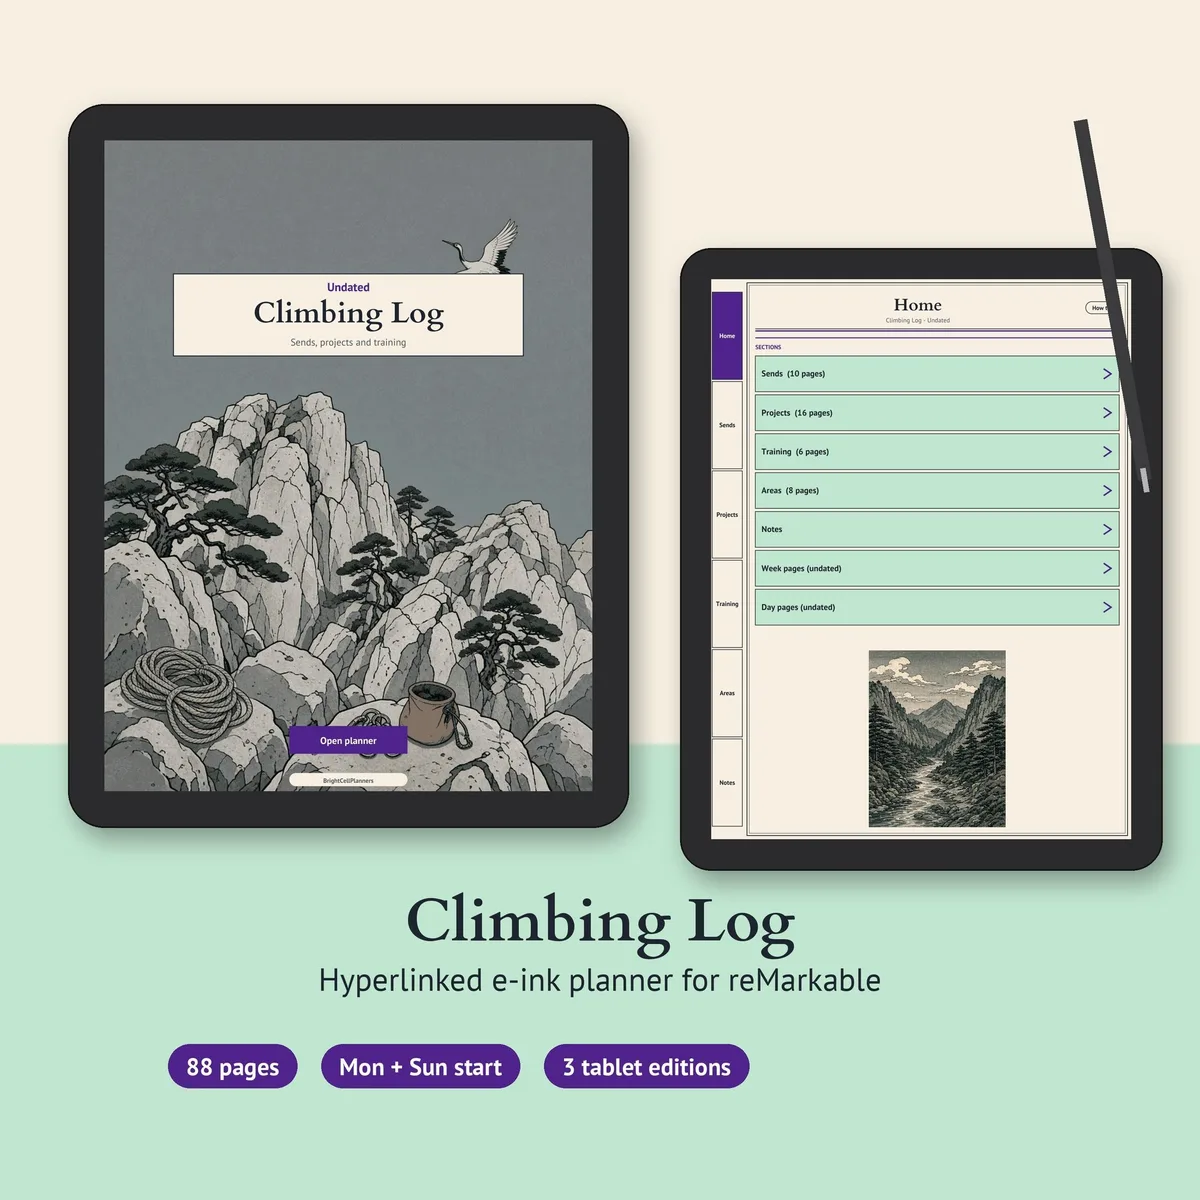 Undated
Climbing Log
Sends, projects and training
Open planner
BrightCellPlanners
Home
Climbing Log - Undated
How
SECTIONS
Home
Sends
Projects
Training
Areas
Notes
Sends (10 pages)
Projects (16 pages)
Training (6 pages)
Areas (8 pages)
Notes
Week pages (undated)
Day pages (undated)
Climbing Log
Hyperlinked e-ink planner for reMarkable
88 pages
Mon + Sun start
3 tablet editions